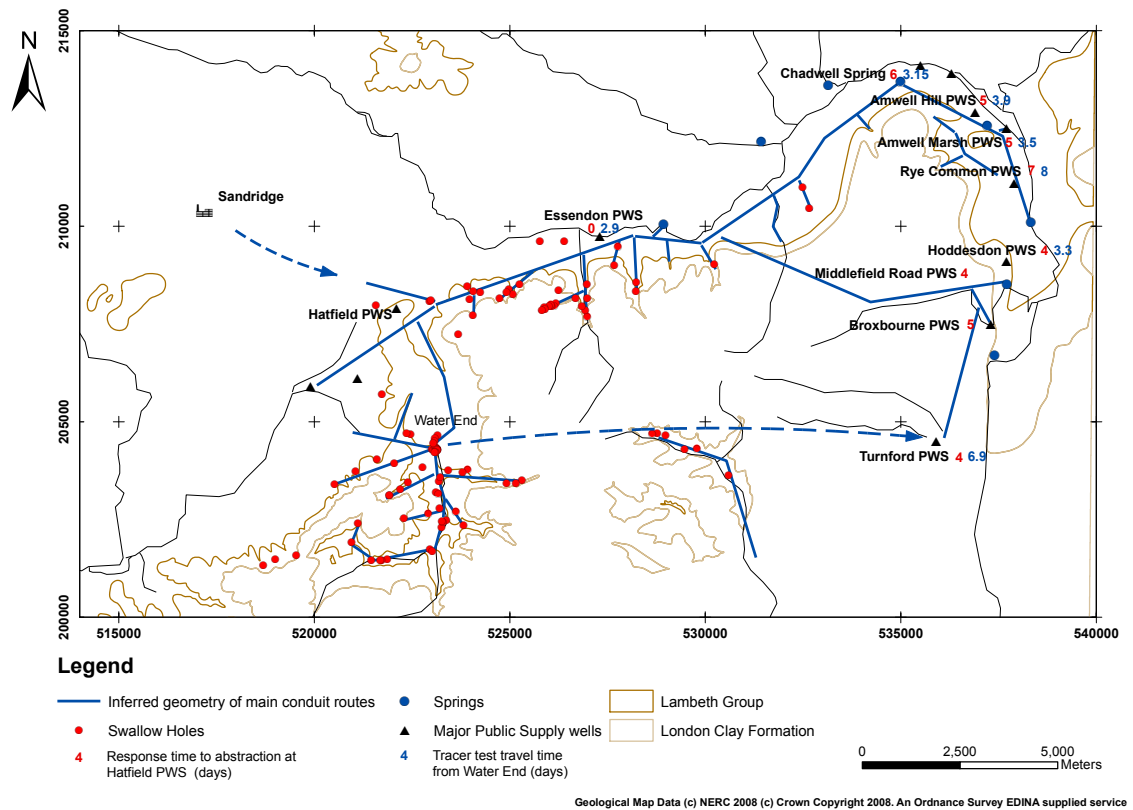 215000
N
Chadwell Spring 6 3.15
Amwell Hill PWS 5 3.9
Amwell Marsh PWS 5 3.5
Rye Common PWS 7 8
Sandridge
210000
Essendon PWS
0 2.9
Hoddesdon PWS 4 3.3
Middlefield Road PWS 4
Hatfield PWS
Broxbourne PWS 5
205000
Water End
Turnford PWS 4 6.9
200000
515000 520000 525000 530000 535000 540000
Legend
Inferred geometry of main conduit routes
Springs
Lambeth Group
Swallow Holes
Major Public Supply wells
London Clay Formation
4 Response time to abstraction at
Hatfield PWS (days)
4 Tracer test travel time
from Water End (days)
0 2,500 5,000
Meters
Geological Map Data (c) NERC 2008 (c) Crown Copyright 2008. An Ordnance Survey EDINA supplied service